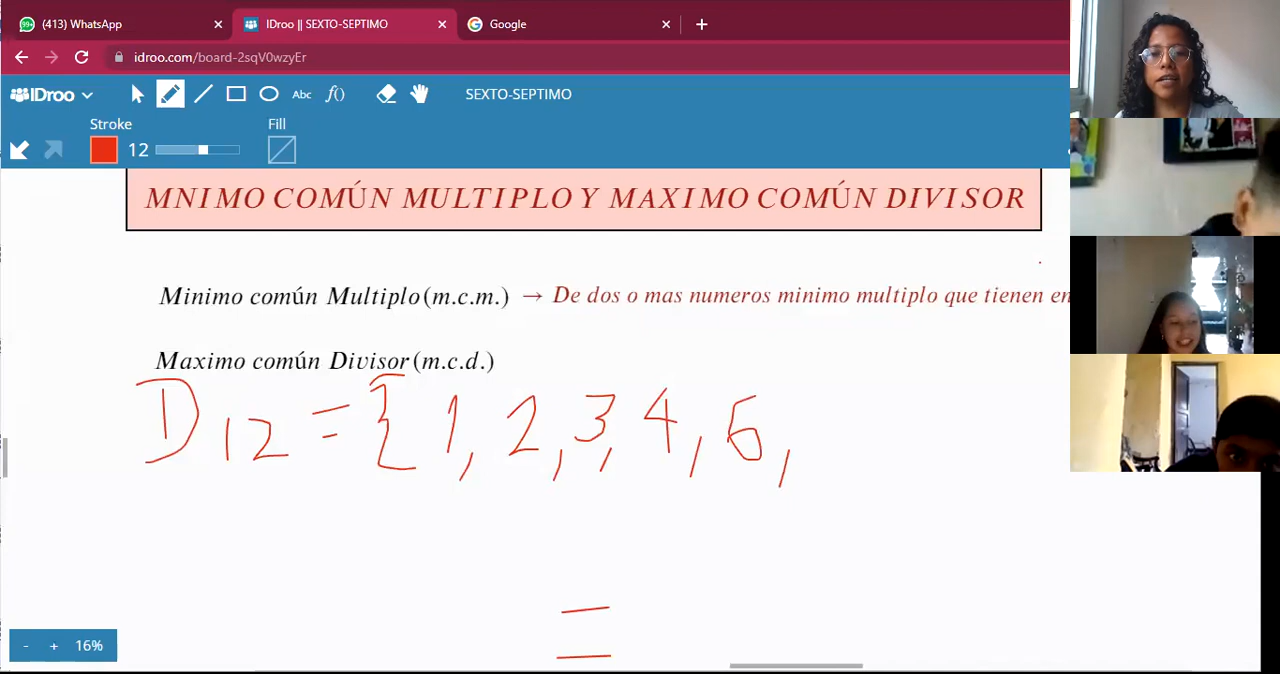 99+ (413) WhatsApp IDroo || SEXTO-SEPTIMO Google
idroo.com/board-2sqV0wzyEr
IDroo Abc f() SEXTO-SEPTIMO
Stroke Fill
12
MNIMO COMÚN MULTIPLO Y MAXIMO COMÚN DIVISOR
Minimo común Multiplo(m.c.m.) → De dos o mas numeros minimo multiplo que tienen en
Maximo común Divisor(m.c.d.)
D12 = { 1, 2, 3, 4, 6,
=
- + 16%